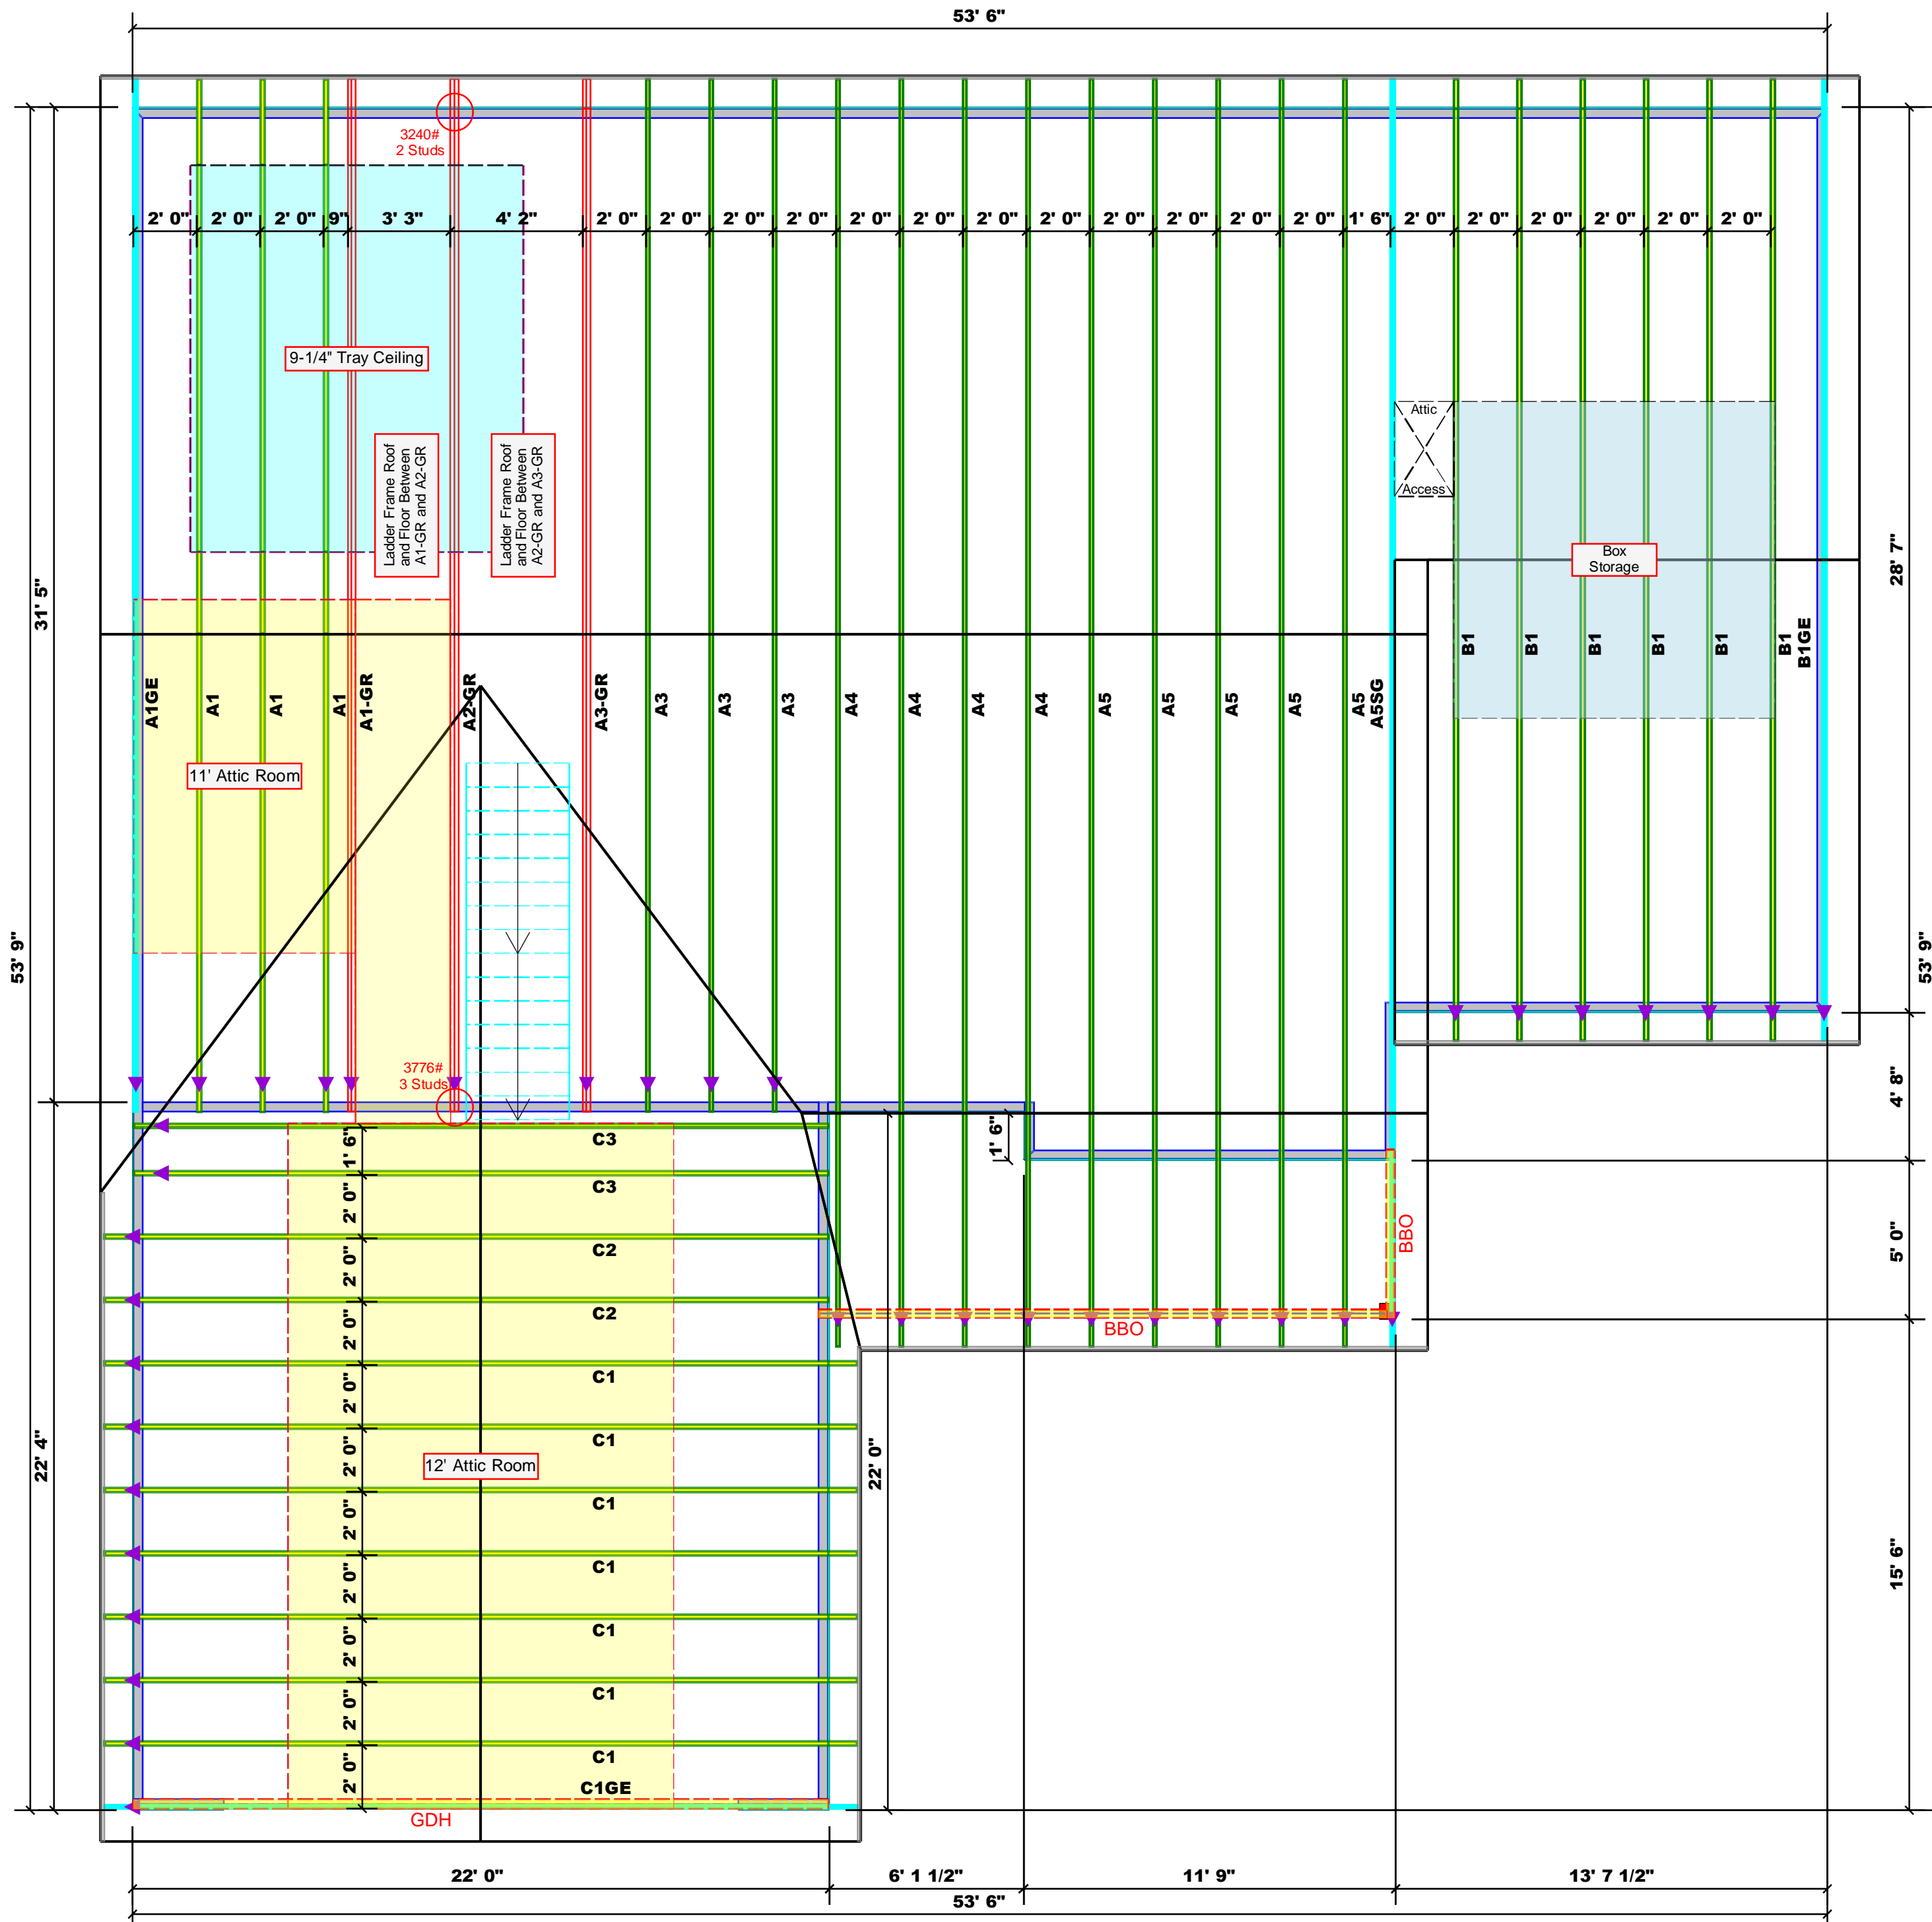 53' 6"
3240#
2 Studs
2' 0" 2' 0" 2' 0" 9" 3' 3" 4' 2" 2' 0" 2' 0" 2' 0" 2' 0" 2' 0" 2' 0" 2' 0" 2' 0" 2' 0" 2' 0" 2' 0" 2' 0" 1' 6" 2' 0" 2' 0" 2' 0" 2' 0" 2' 0" 2' 0"
9-1/4" Tray Ceiling
Ladder Frame Roof
and Floor Between
A1-GR and A2-GR
Ladder Frame Roof
and Floor Between
A2-GR and A3-GR
Attic
Access
Box
Storage
31' 5"
28' 7"
A1GE A1 A1 A1 A1-GR A2-GR A3-GR A3 A3 A3 A4 A4 A4 A4 A5 A5 A5 A5 A5 A5SG B1 B1 B1 B1 B1 B1 B1GE
11' Attic Room
53' 9"
53' 9"
3776#
3 Studs
4' 8"
1' 6"
1' 6"
C3
2' 0"
C3
2' 0"
C2
2' 0"
C2
2' 0"
C1
2' 0"
C1
2' 0"
C1
2' 0"
C1
2' 0"
C1
2' 0"
C1
2' 0"
C1
C1GE
BBO
BBO
5' 0"
12' Attic Room
22' 4"
22' 0"
15' 6"
2' 0"
GDH
22' 0"
6' 1 1/2"
11' 9"
13' 7 1/2"
53' 6"